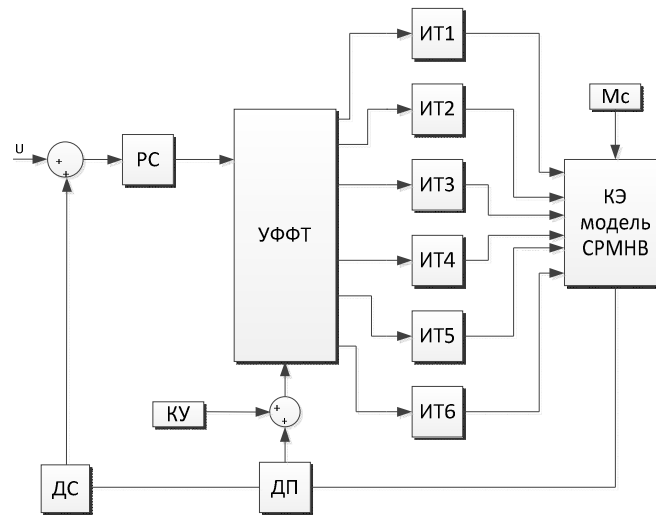 ИТ1
ИТ2
Мс
U
+
+
РС
УФФТ
ИТ3
КЭ
модель
СРМНВ
ИТ4
ИТ5
КУ
+
+
ИТ6
ДС
ДП